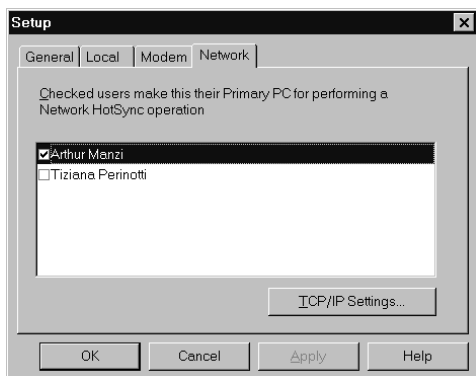 Setup
General Local Modem Network
Checked users make this their Primary PC for performing a
Network HotSync operation
Arthur Manzi
Tiziana Perinotti
TCP/IP Settings...
OK Cancel Apply Help